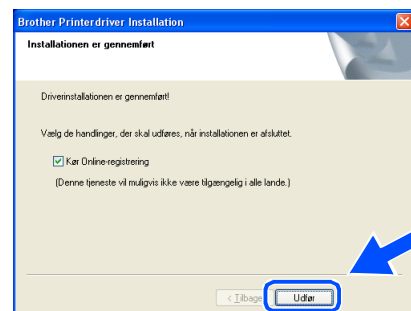 Brother Printerdriver Installation
Installationen er gennemført
Driverinstallationen er gennemført!
Vælg de handlinger, der skal udføres, når installationen er afsluttet.
Kør Online-registrering
(Denne tjeneste vil muligvis ikke være tilgængelig i alle lande.)
< Tilbage
Udfør